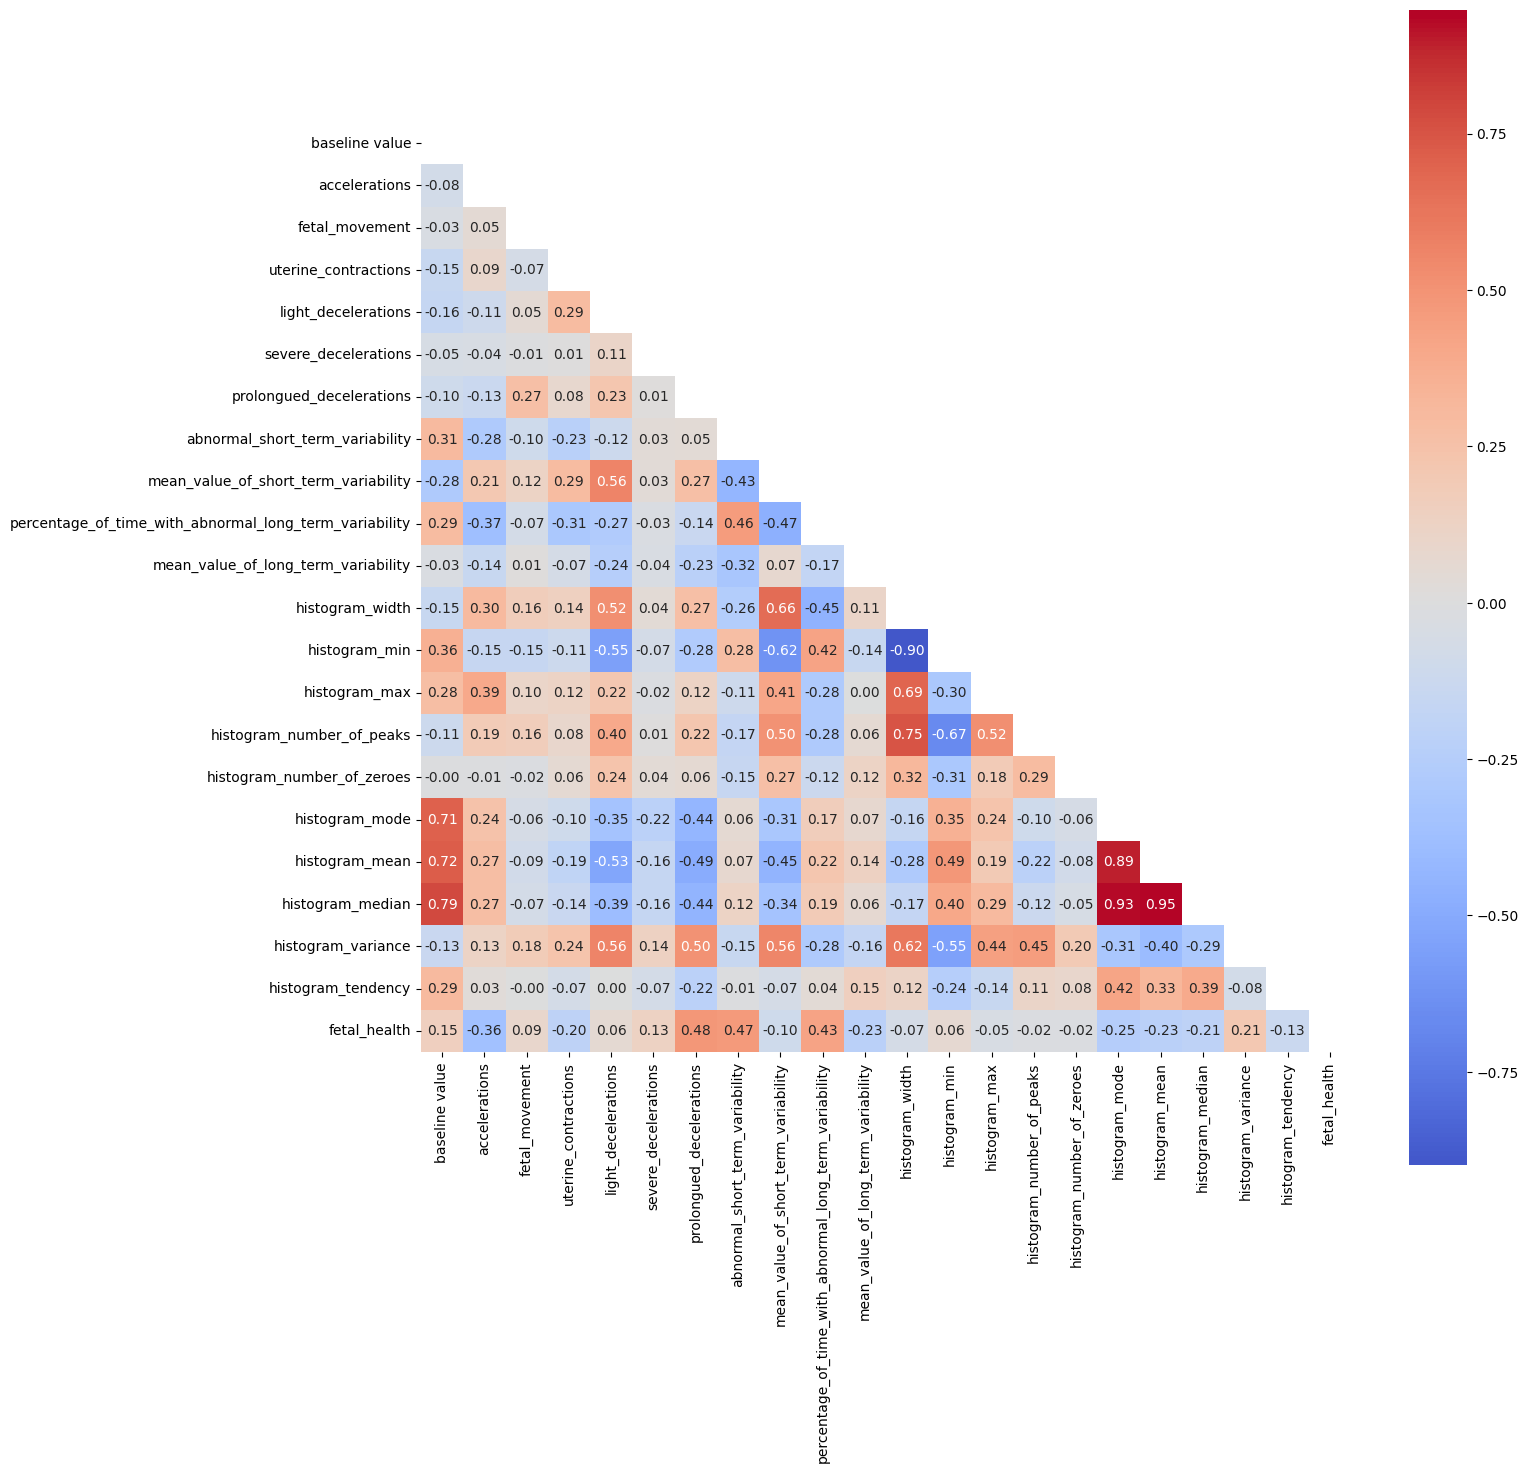 baseline value
accelerations -0.08
fetal_movement -0.03 0.05
uterine_contractions -0.15 0.09 -0.07
light_decelerations -0.16 -0.11 0.05 0.29
severe_decelerations -0.05 -0.04 -0.01 0.01 0.11
prolongued_decelerations -0.10 -0.13 0.27 0.08 0.23 0.01
abnormal_short_term_variability 0.31 -0.28 -0.10 -0.23 -0.12 0.03 0.05
mean_value_of_short_term_variability -0.28 0.21 0.12 0.29 0.56 0.03 0.27 -0.43
percentage_of_time_with_abnormal_long_term_variability 0.29 -0.37 -0.07 -0.31 -0.27 -0.03 -0.14 0.46 -0.47
mean_value_of_long_term_variability -0.03 -0.14 0.01 -0.07 -0.24 -0.04 -0.23 -0.32 0.07 -0.17
histogram_width -0.15 0.30 0.16 0.14 0.52 0.04 0.27 -0.26 0.66 -0.45 0.11
histogram_min 0.36 -0.15 -0.15 -0.11 -0.55 -0.07 -0.28 0.28 -0.62 0.42 -0.14 -0.90
histogram_max 0.28 0.39 0.10 0.12 0.22 -0.02 0.12 -0.11 0.41 -0.28 0.00 0.69 -0.30
histogram_number_of_peaks -0.11 0.19 0.16 0.08 0.40 0.01 0.22 -0.17 0.50 -0.28 0.06 0.75 -0.67 0.52
histogram_number_of_zeroes -0.00 -0.01 -0.02 0.06 0.24 0.04 0.06 -0.15 0.27 -0.12 0.12 0.32 -0.31 0.18 0.29
histogram_mode 0.71 0.24 -0.06 -0.10 -0.35 -0.22 -0.44 0.06 -0.31 0.17 0.07 -0.16 0.35 0.24 -0.10 -0.06
histogram_mean 0.72 0.27 -0.09 -0.19 -0.53 -0.16 -0.49 0.07 -0.45 0.22 0.14 -0.28 0.49 0.19 -0.22 -0.08 0.89
histogram_median 0.79 0.27 -0.07 -0.14 -0.39 -0.16 -0.44 0.12 -0.34 0.19 0.06 -0.17 0.40 0.29 -0.12 -0.05 0.93 0.95
histogram_variance -0.13 0.13 0.18 0.24 0.56 0.14 0.50 -0.15 0.56 -0.28 -0.16 0.62 -0.55 0.44 0.45 0.20 -0.31 -0.40 -0.29
histogram_tendency 0.29 0.03 -0.00 -0.07 0.00 -0.07 -0.22 -0.01 -0.07 0.04 0.15 0.12 -0.24 -0.14 0.11 0.08 0.42 0.33 0.39 -0.08
fetal_health 0.15 -0.36 0.09 -0.20 0.06 0.13 0.48 0.47 -0.10 0.43 -0.23 -0.07 0.06 -0.05 -0.02 -0.02 -0.25 -0.23 -0.21 0.21 -0.13
baseline value
accelerations
fetal_movement
uterine_contractions
light_decelerations
severe_decelerations
prolongued_decelerations
abnormal_short_term_variability
mean_value_of_short_term_variability
percentage_of_time_with_abnormal_long_term_variability
mean_value_of_long_term_variability
histogram_width
histogram_min
histogram_max
histogram_number_of_peaks
histogram_number_of_zeroes
histogram_mode
histogram_mean
histogram_median
histogram_variance
histogram_tendency
fetal_health
0.75
0.50
0.25
0.00
−0.25
−0.50
−0.75